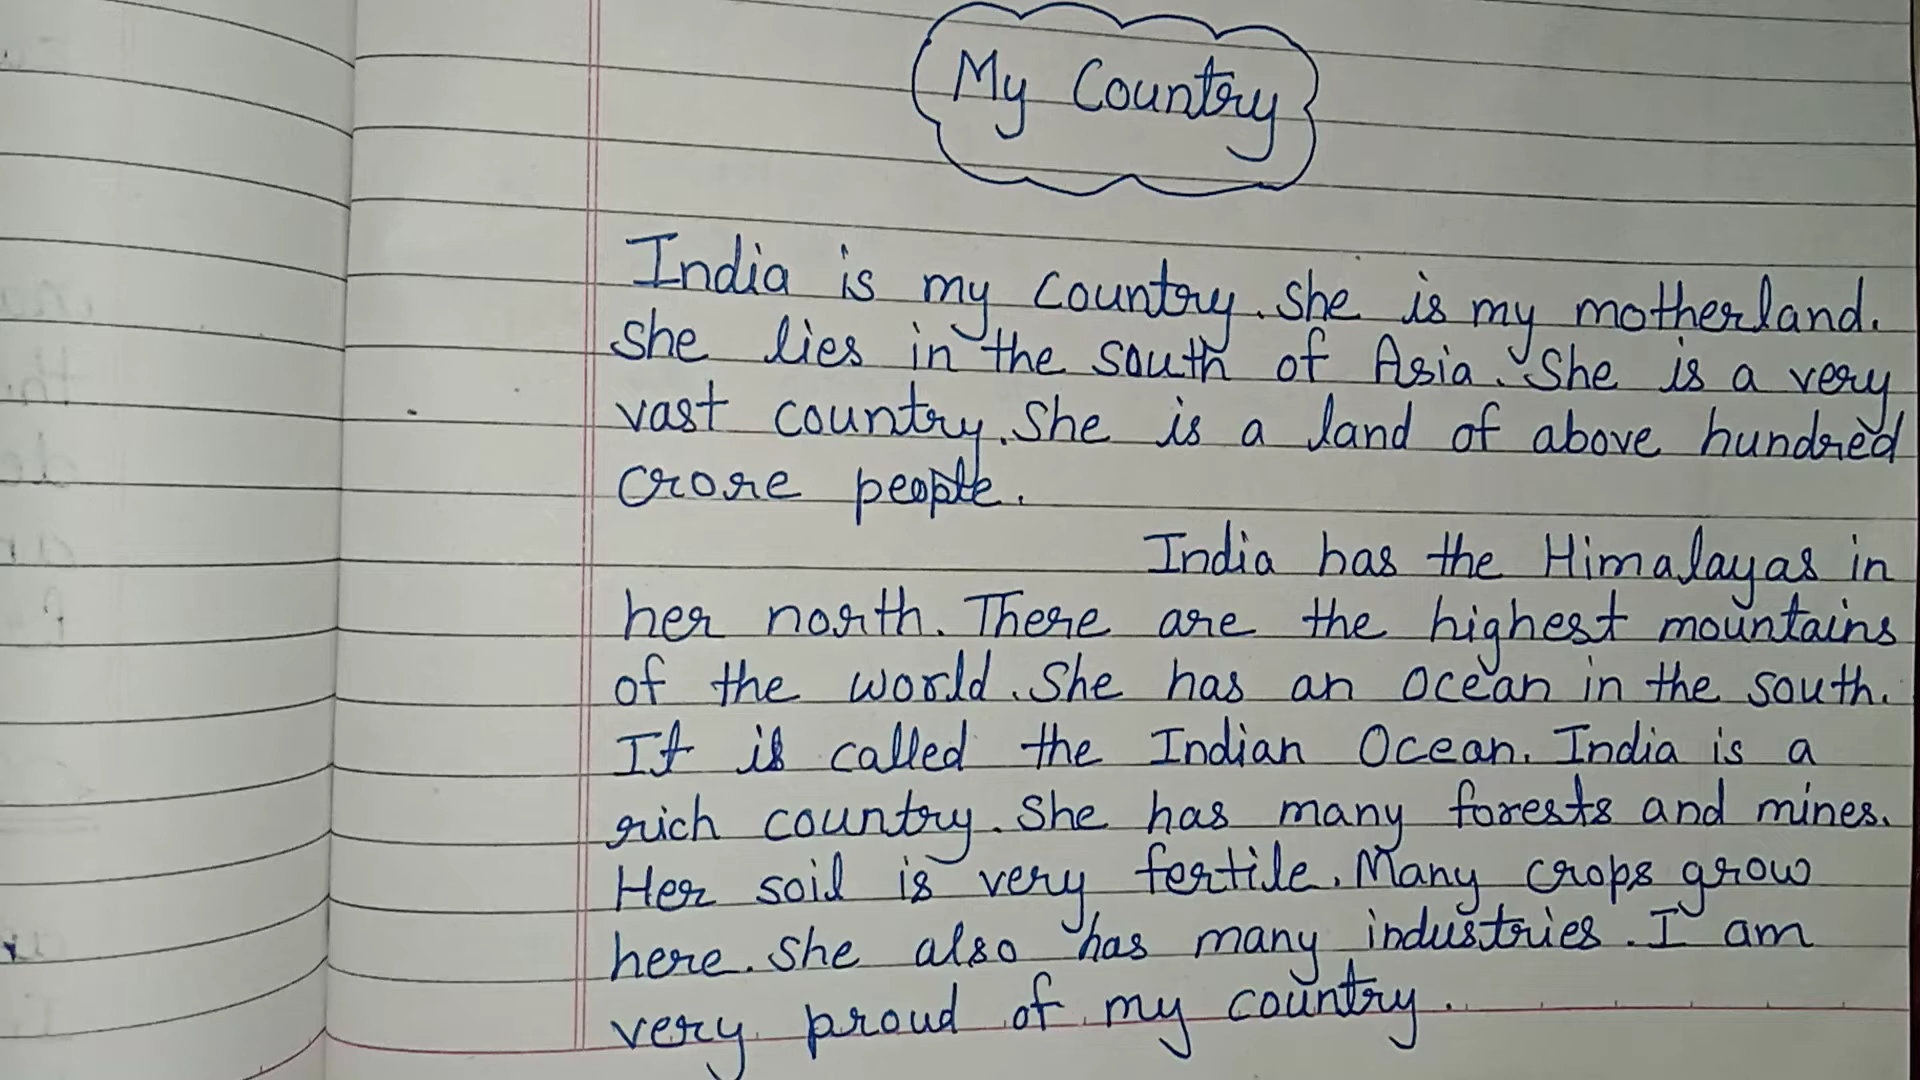 My Country
India is my country. She is my motherland.
She lies in the south of Asia. She is a very
vast country. She is a land of above hundred
crore people.
India has the Himalayas in
her north. There are the highest mountains
of the world. She has an ocean in the south.
It is called the Indian Ocean. India is a
rich country. She has many forests and mines.
Her soil is very fertile. Many crops grow
here. She also has many industries. I am
very proud of my country.